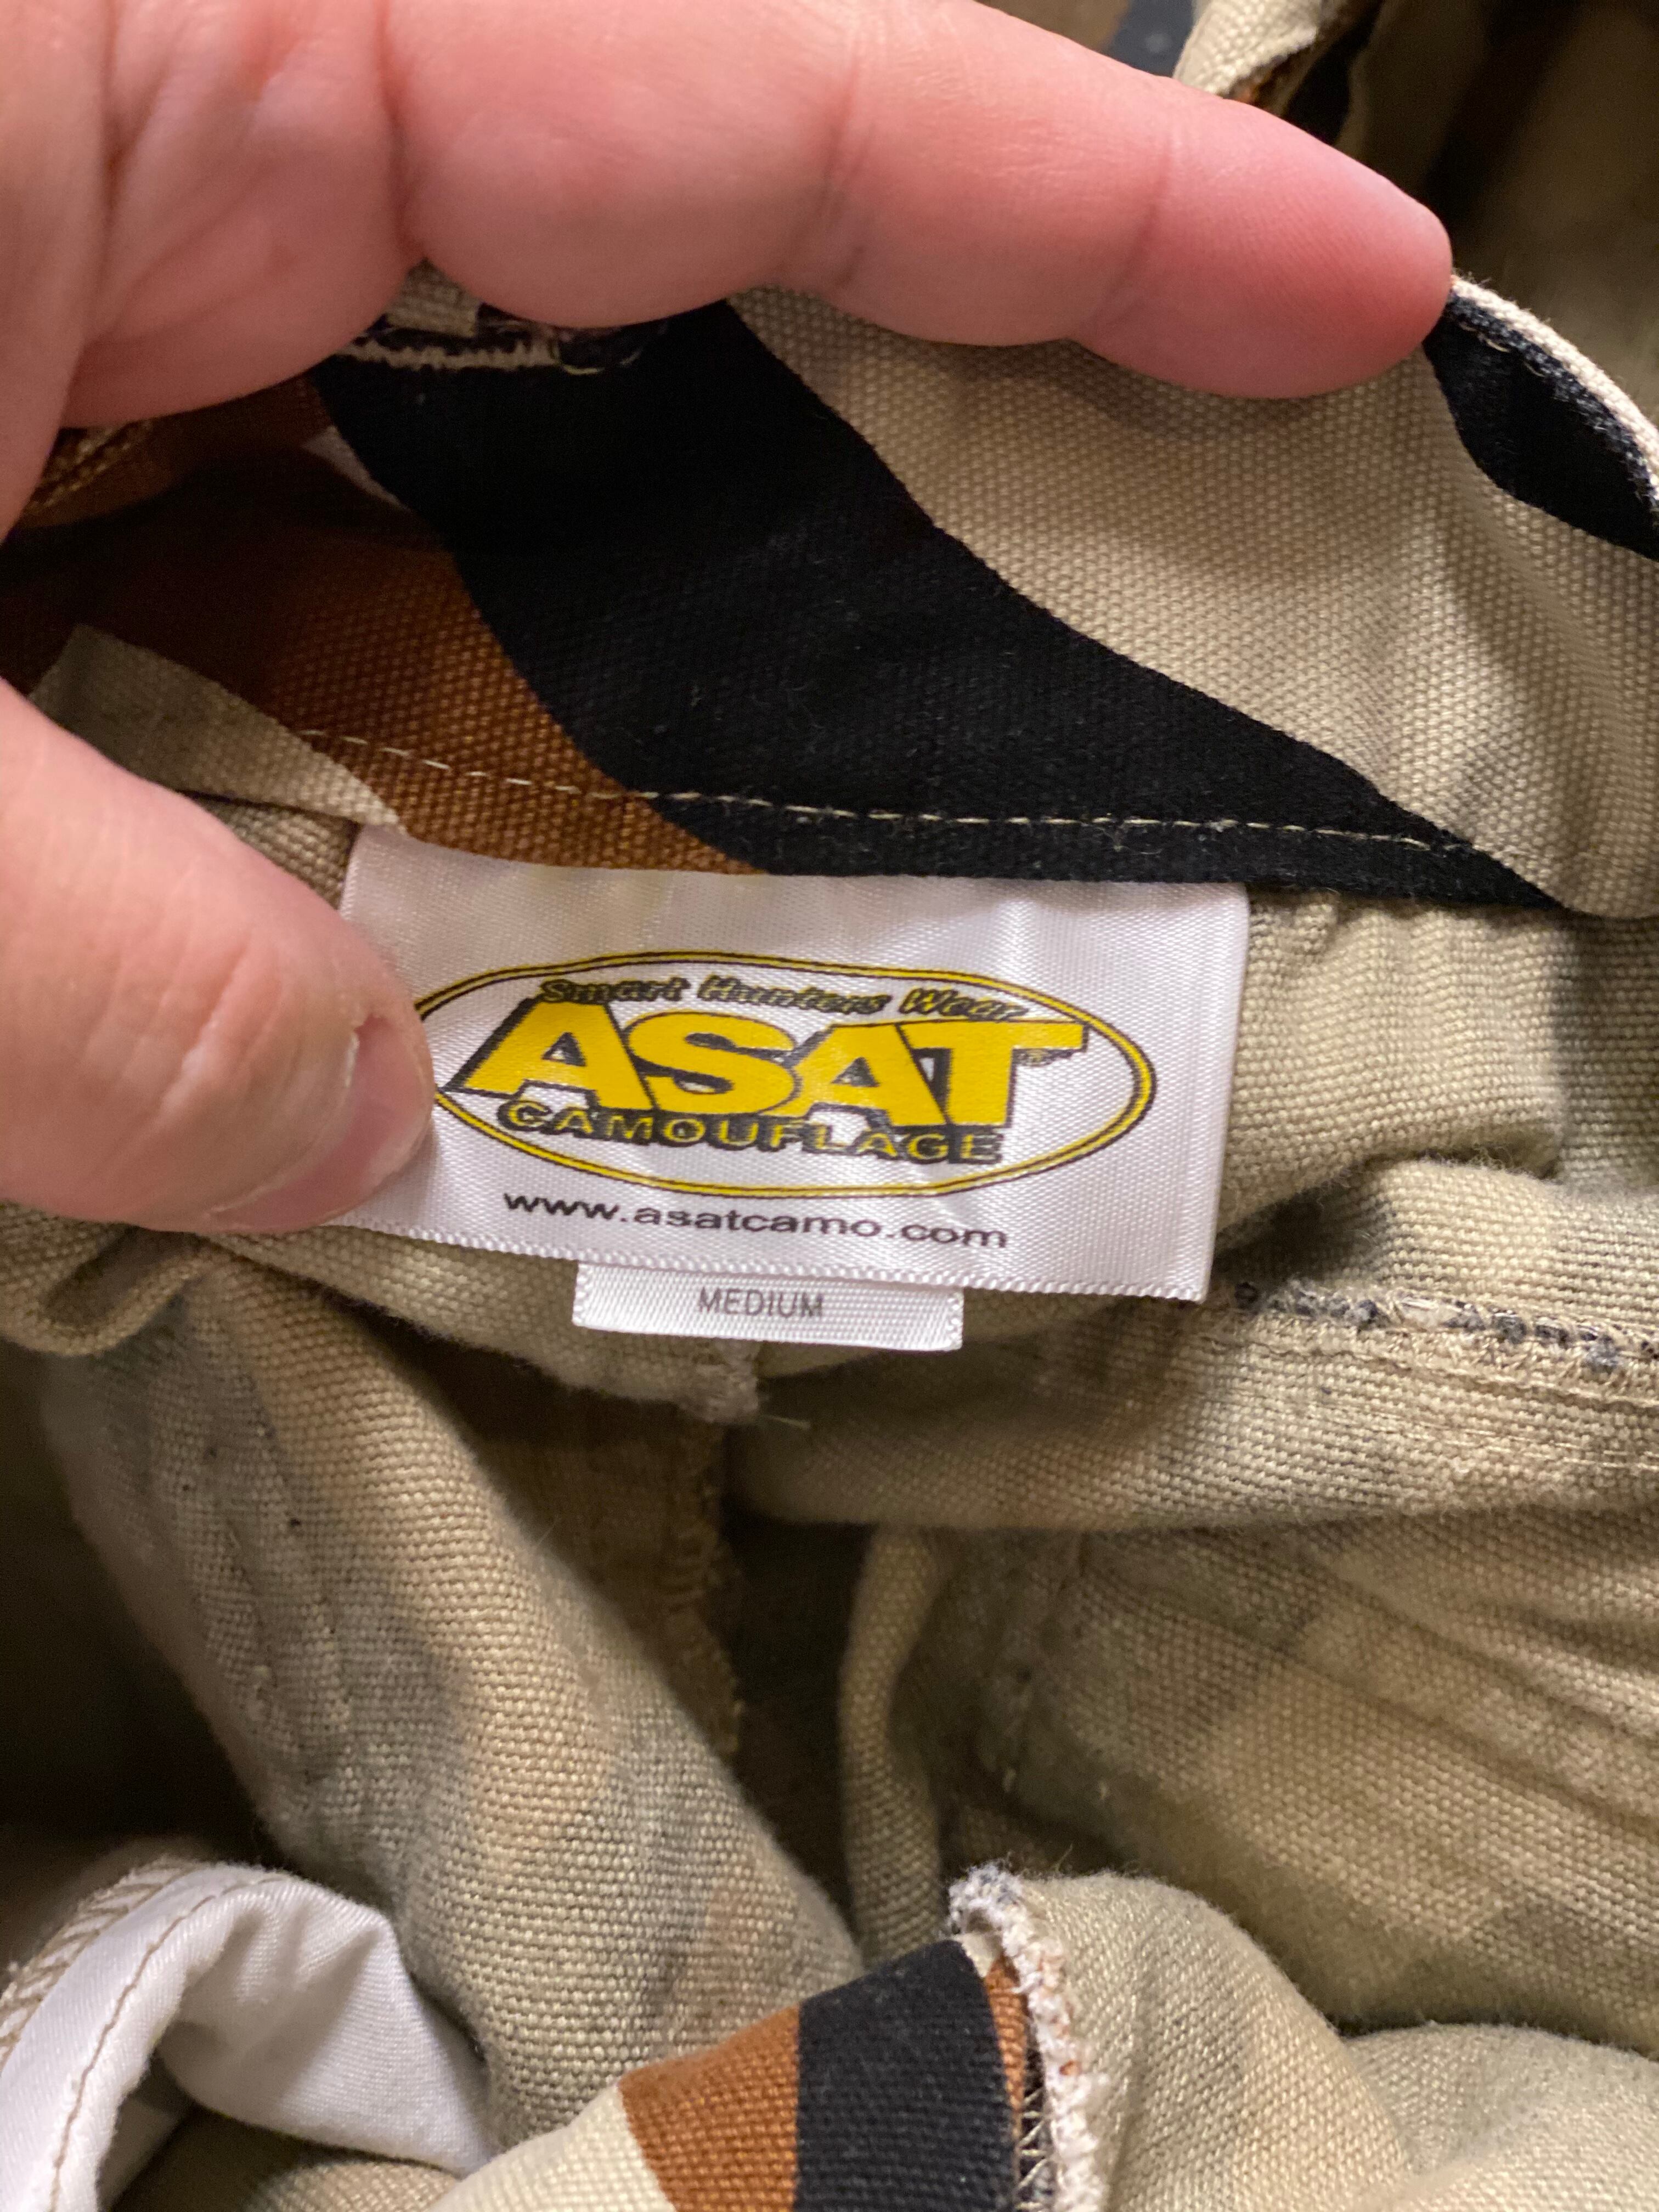 Smart Hunters Wear
ASAT®
CAMOUFLAGE
www.asatcamo.com
MEDIUM